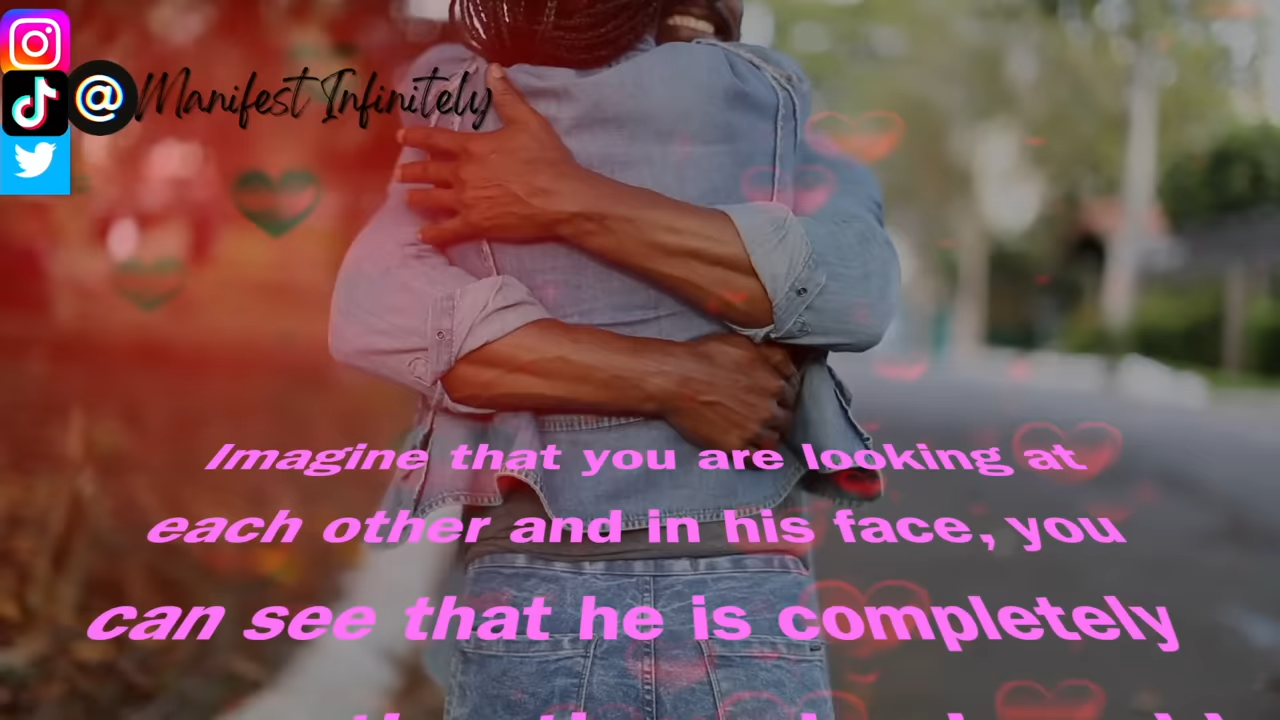 @Manifest Infinitely
Imagine that you are looking at
each other and in his face, you
can see that he is completely